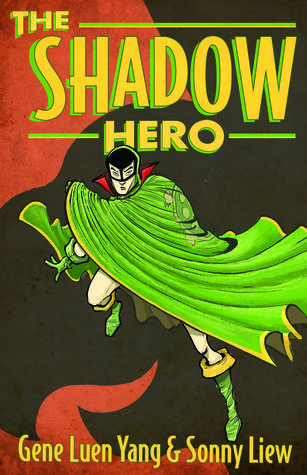 THE
SHADOW
HERO
Gene Luen Yang & Sonny Liew